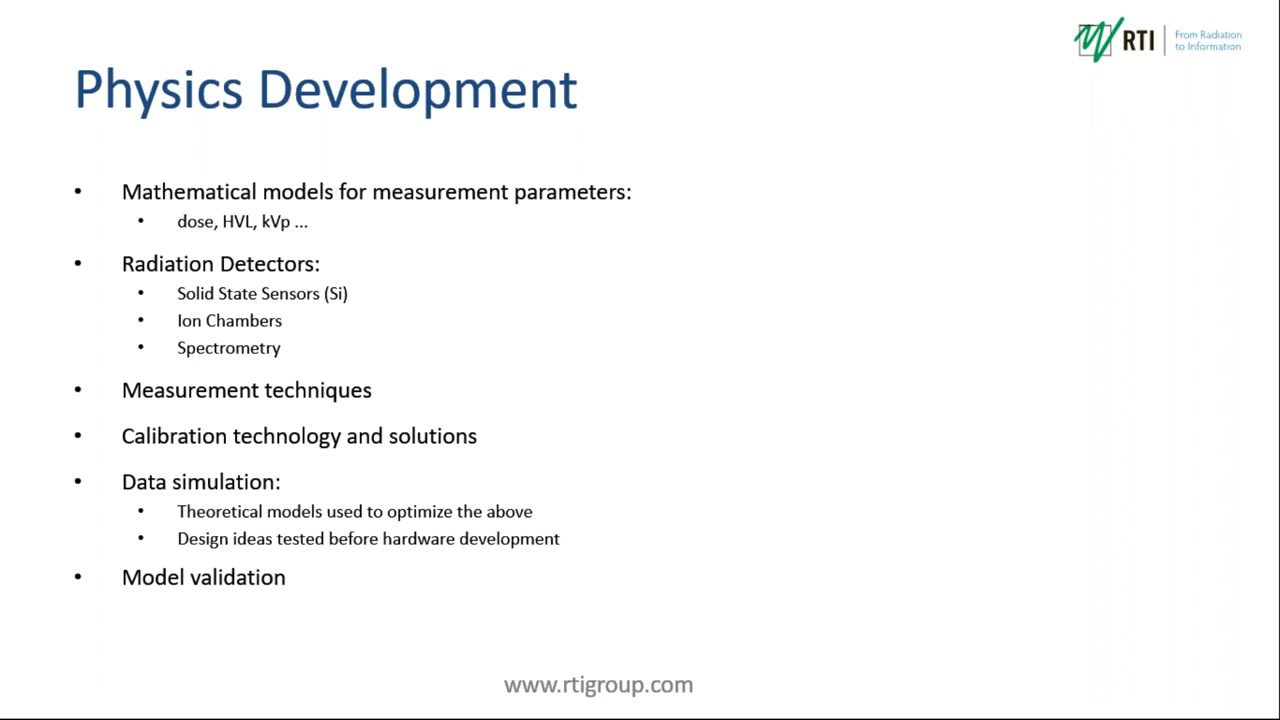 RTI
From Radiation
to Information
Physics Development
• Mathematical models for measurement parameters:
• dose, HVL, kVp ...
• Radiation Detectors:
• Solid State Sensors (Si)
• Ion Chambers
• Spectrometry
• Measurement techniques
• Calibration technology and solutions
• Data simulation:
• Theoretical models used to optimize the above
• Design ideas tested before hardware development
• Model validation
www.rtigroup.com